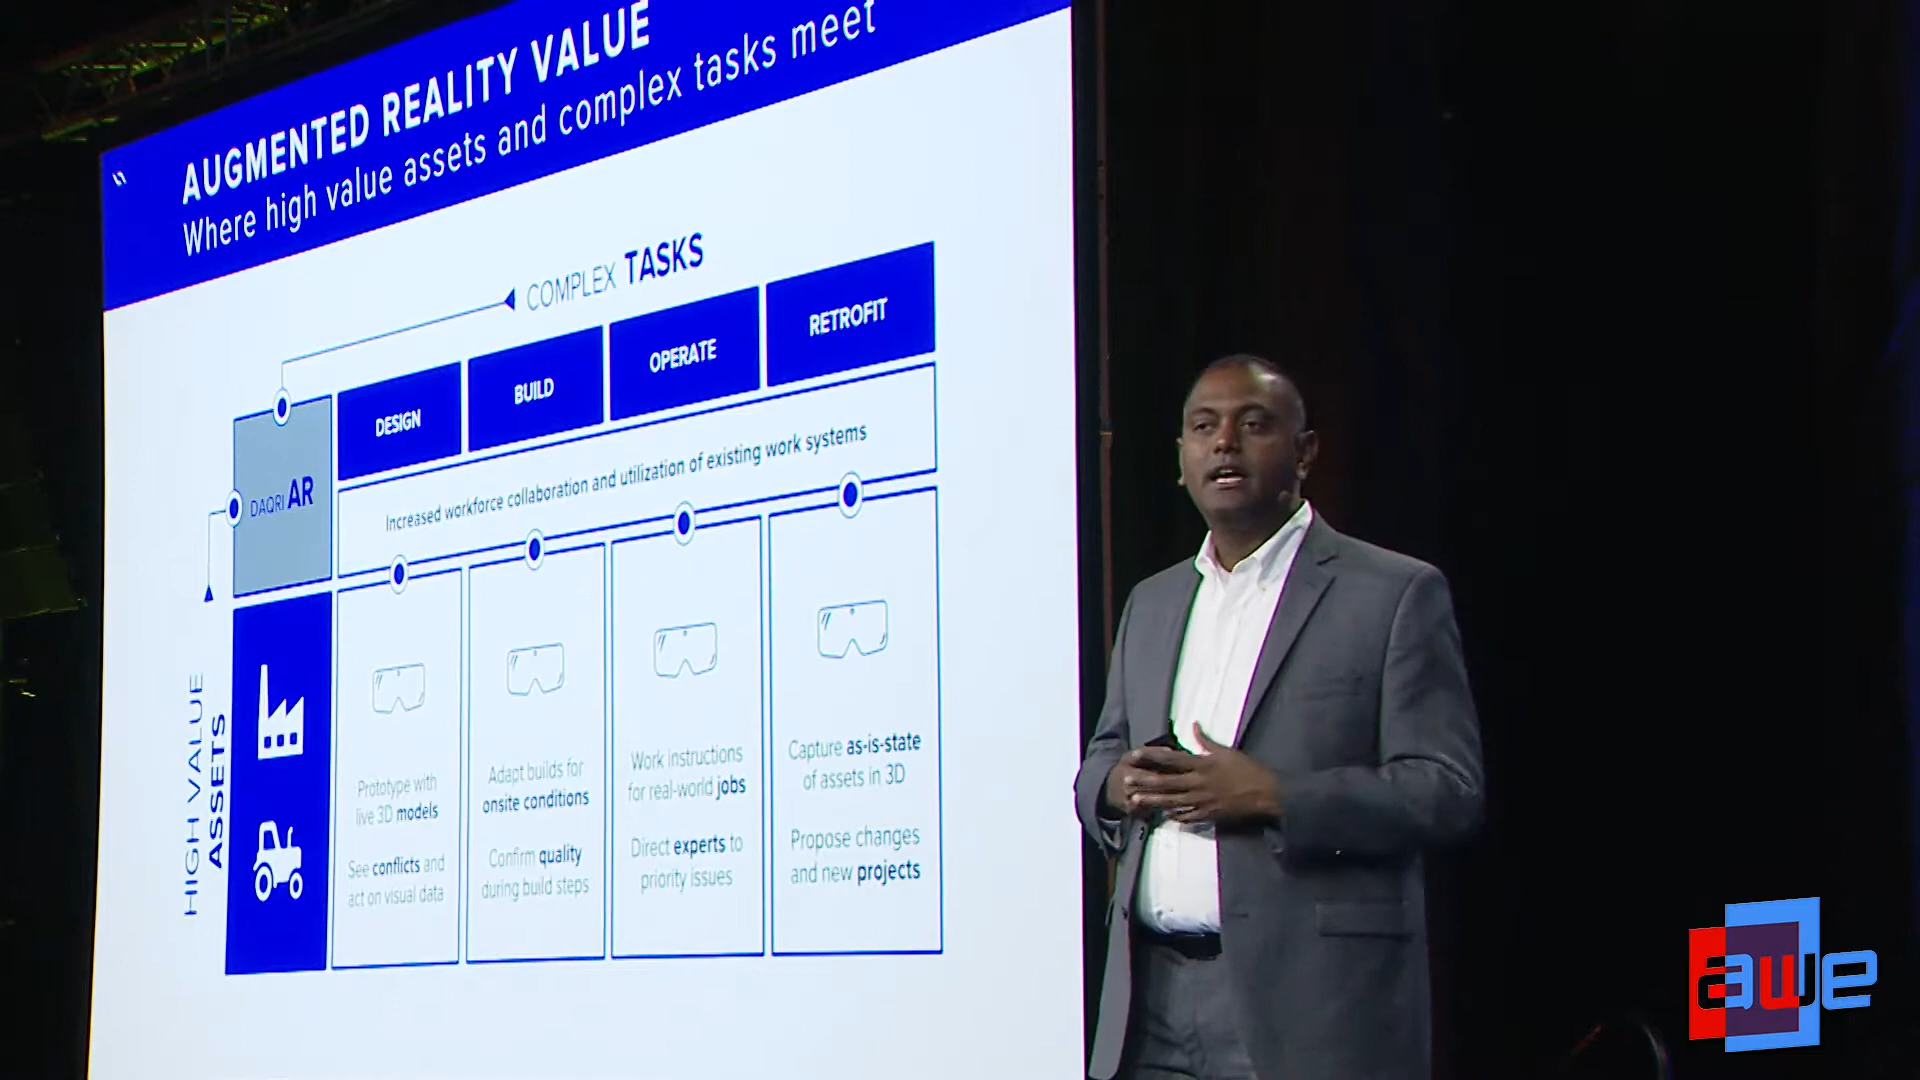 AUGMENTED REALITY VALUE
Where high value assets and complex tasks meet
COMPLEX TASKS
DESIGN
BUILD
OPERATE
RETROFIT
DAQRI AR
Increased workforce collaboration and utilization of existing work systems
HIGH VALUE
ASSETS
Prototype with
live 3D models
See conflicts and
act on visual data
Adapt builds for
onsite conditions
Confirm quality
during build steps
Work instructions
for real-world jobs
Direct experts to
priority issues
Capture as-is-state
of assets in 3D
Propose changes
and new projects
awe